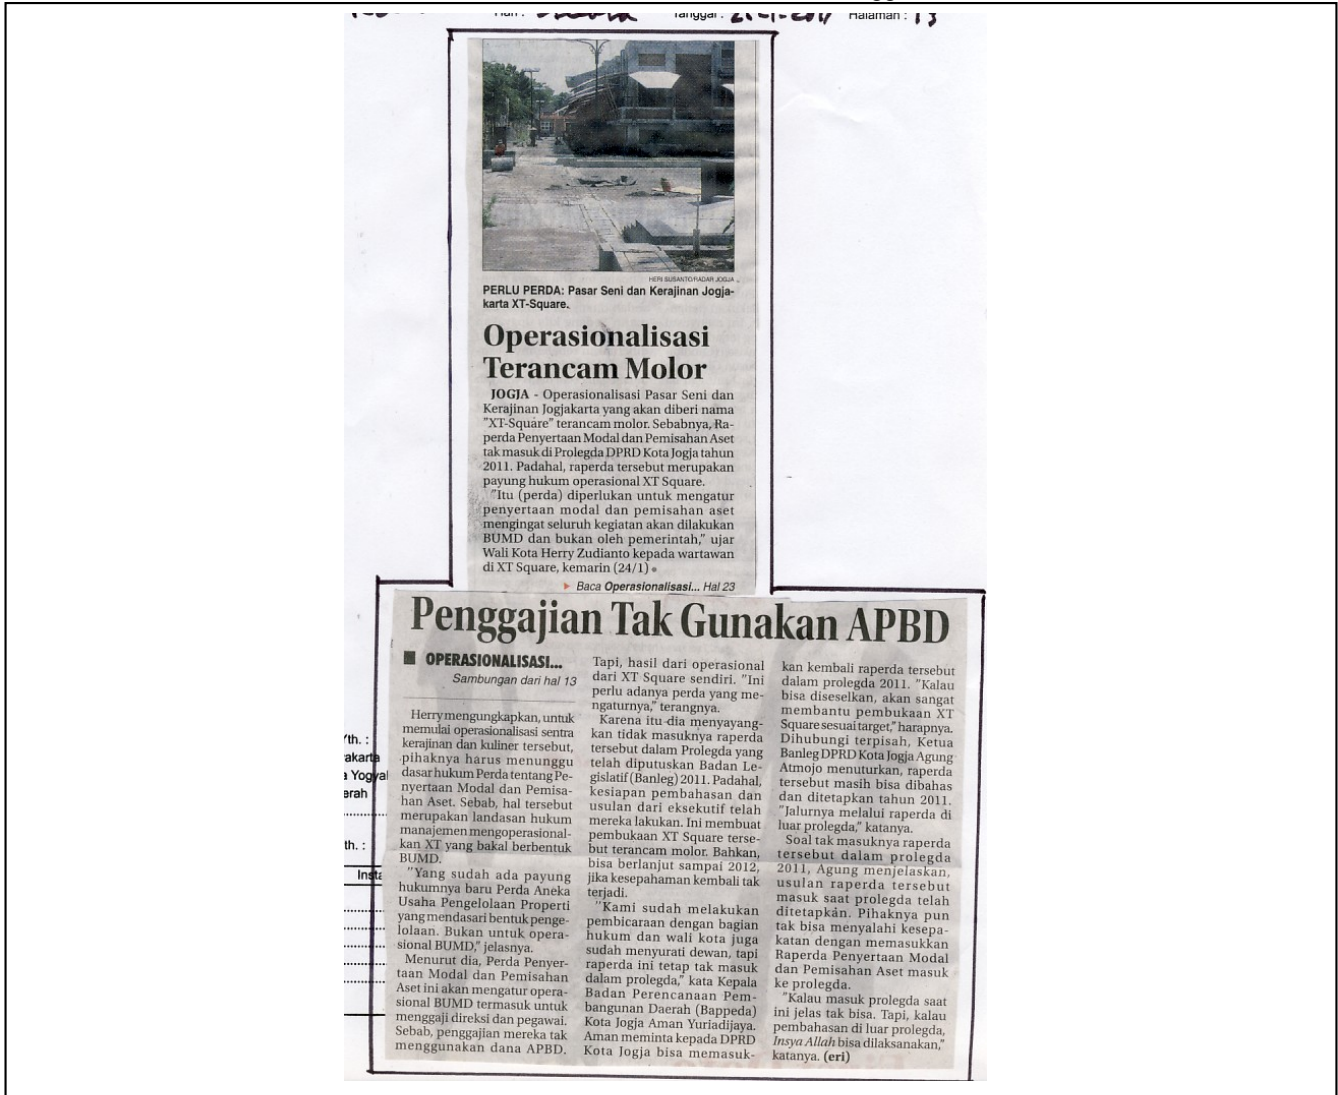 Hari :
Tanggal :
Halaman : 13
HERI SUSANTO/RADAR JOGJA
PERLU PERDA: Pasar Seni dan Kerajinan Jogja-
karta XT-Square.
Operasionalisasi
Terancam Molor
JOGJA - Operasionalisasi Pasar Seni dan
Kerajinan Jogjakarta yang akan diberi nama
"XT-Square" terancam molor. Sebabnya, Ra-
perda Penyertaan Modal dan Pemisahan Aset
tak masuk di Prolegda DPRD Kota Jogja tahun
2011. Padahal, raperda tersebut merupakan
payung hukum operasional XT Square.
"Itu (perda) diperlukan untuk mengatur
penyertaan modal dan pemisahan aset
mengingat seluruh kegiatan akan dilakukan
BUMD dan bukan oleh pemerintah," ujar
Wali Kota Herry Zudianto kepada wartawan
di XT Square, kemarin (24/1)
Baca Operasionalisasi... Hal 23
Penggajian Tak Gunakan APBD
OPERASIONALISASI...
Sambungan dari hal 13
Herry mengungkapkan, untuk
memulai operasionalisasi sentra
kerajinan dan kuliner tersebut,
pihaknya harus menunggu
dasar hukum Perda tentang Pe-
nyertaan Modal dan Pemisa-
han Aset. Sebab, hal tersebut
merupakan landasan hukum
manajemen mengoperasional-
kan XT yang bakal berbentuk
BUMD.
"Yang sudah ada payung
hukumnya baru Perda Aneka
Usaha Pengelolaan Properti
yang mendasari bentuk penge-
lolaan. Bukan untuk opera-
sional BUMD," jelasnya.
Menurut dia, Perda Penyer-
taan Modal dan Pemisahan
Aset ini akan mengatur opera-
sional BUMD termasuk untuk
menggaji direksi dan pegawai.
Sebab, penggajian mereka tak
menggunakan dana APBD.
Tapi, hasil dari operasional
dari XT Square sendiri. "Ini
perlu adanya perda yang me-
ngaturnya," terangnya.
Karena itu dia menyayang-
kan tidak masuknya raperda
tersebut dalam Prolegda yang
telah diputuskan Badan Le-
gislatif (Banleg) 2011. Padahal,
kesiapan pembahasan dan
usulan dari eksekutif telah
mereka lakukan. Ini membuat
pembukaan XT Square terse-
but terancam molor. Bahkan,
bisa berlanjut sampai 2012,
jika kesepahaman kembali tak
terjadi.
"Kami sudah melakukan
pembicaraan dengan bagian
hukum dan wali kota juga
sudah menyurati dewan, tapi
raperda ini tetap tak masuk
dalam prolegda," kata Kepala
Badan Perencanaan Pem-
bangunan Daerah (Bappeda)
Kota Jogja Aman Yuriadijaya.
Aman meminta kepada DPRD
Kota Jogja bisa memasuk-
kan kembali raperda tersebut
dalam prolegda 2011. "Kalau
bisa diseselkan, akan sangat
membantu pembukaan XT
Square sesuai target," harapnya.
Dihubungi terpisah, Ketua
Banleg DPRD Kota Jogja Agung
Atmojo menuturkan, raperda
tersebut masih bisa dibahas
dan ditetapkan tahun 2011.
"Jalurnya melalui raperda di
luar prolegda," katanya.
Soal tak masuknya raperda
tersebut dalam prolegda
2011, Agung menjelaskan,
usulan raperda tersebut
masuk saat prolegda telah
ditetapkan. Pihaknya pun
tak bisa menyalahi kesepa-
katan dengan memasukkan
Raperda Penyertaan Modal
dan Pemisahan Aset masuk
ke prolegda.
"Kalau masuk prolegda saat
ini jelas tak bisa. Tapi, kalau
pembahasan di luar prolegda,
Insya Allah bisa dilaksanakan,"
katanya. (eri)
Yth. :
akarta
a Yogyal
erah
th. :
Insta